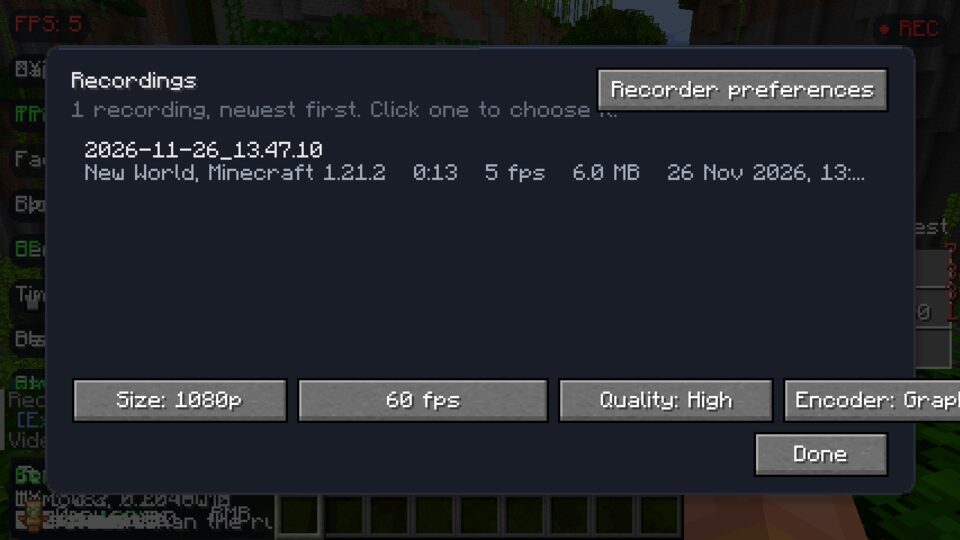 FPS: 5
REC
Recordings
Recorder preferences
1 recording, newest first. Click one to choose
2026-11-26_13.47.10
New World, Minecraft 1.21.2 0:13 5 fps 6.0 MB 26 Nov 2026, 13:...
Size: 1080p
60 fps
Quality: High
Encoder: Grap
Done